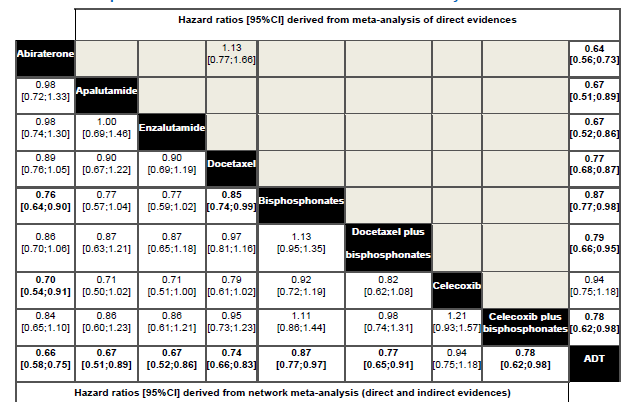 Hazard ratios [95%CI] derived from meta-analysis of direct evidences
Abiraterone 1.13 0.64
[0.77;1.66] [0.56;0.73]
0.98 Apalutamide 0.67
[0.72;1.33] [0.51;0.89]
0.98 1.00 Enzalutamide 0.67
[0.74;1.30] [0.69;1.46] [0.52;0.86]
0.89 0.90 0.90 Docetaxel 0.77
[0.76;1.05] [0.67;1.22] [0.69;1.19] [0.68;0.87]
0.76 0.77 0.77 0.85 Bisphosphonates 0.87
[0.64;0.90] [0.57;1.04] [0.59;1.02] [0.74;0.99] [0.77;0.98]
0.86 0.87 0.87 0.97 1.13 Docetaxel plus 0.79
[0.70;1.06] [0.63;1.21] [0.65;1.18] [0.81;1.16] [0.95;1.35] bisphosphonates [0.66;0.95]
0.70 0.71 0.71 0.79 0.92 0.82 Celecoxib 0.94
[0.54;0.91] [0.50;1.02] [0.51;1.00] [0.61;1.02] [0.72;1.19] [0.62;1.08] [0.75;1.18]
0.84 0.86 0.86 0.95 1.11 0.98 1.21 Celecoxib plus 0.78
[0.65;1.10] [0.60;1.23] [0.61;1.21] [0.73;1.23] [0.86;1.44] [0.74;1.31] [0.93;1.57] bisphosphonates [0.62;0.98]
0.66 0.67 0.67 0.74 0.87 0.77 0.94 0.78 ADT
[0.58;0.75] [0.51;0.89] [0.52;0.86] [0.66;0.83] [0.77;0.97] [0.65;0.91] [0.75;1.18] [0.62;0.98]
Hazard ratios [95%CI] derived from network meta-analysis (direct and indirect evidences)